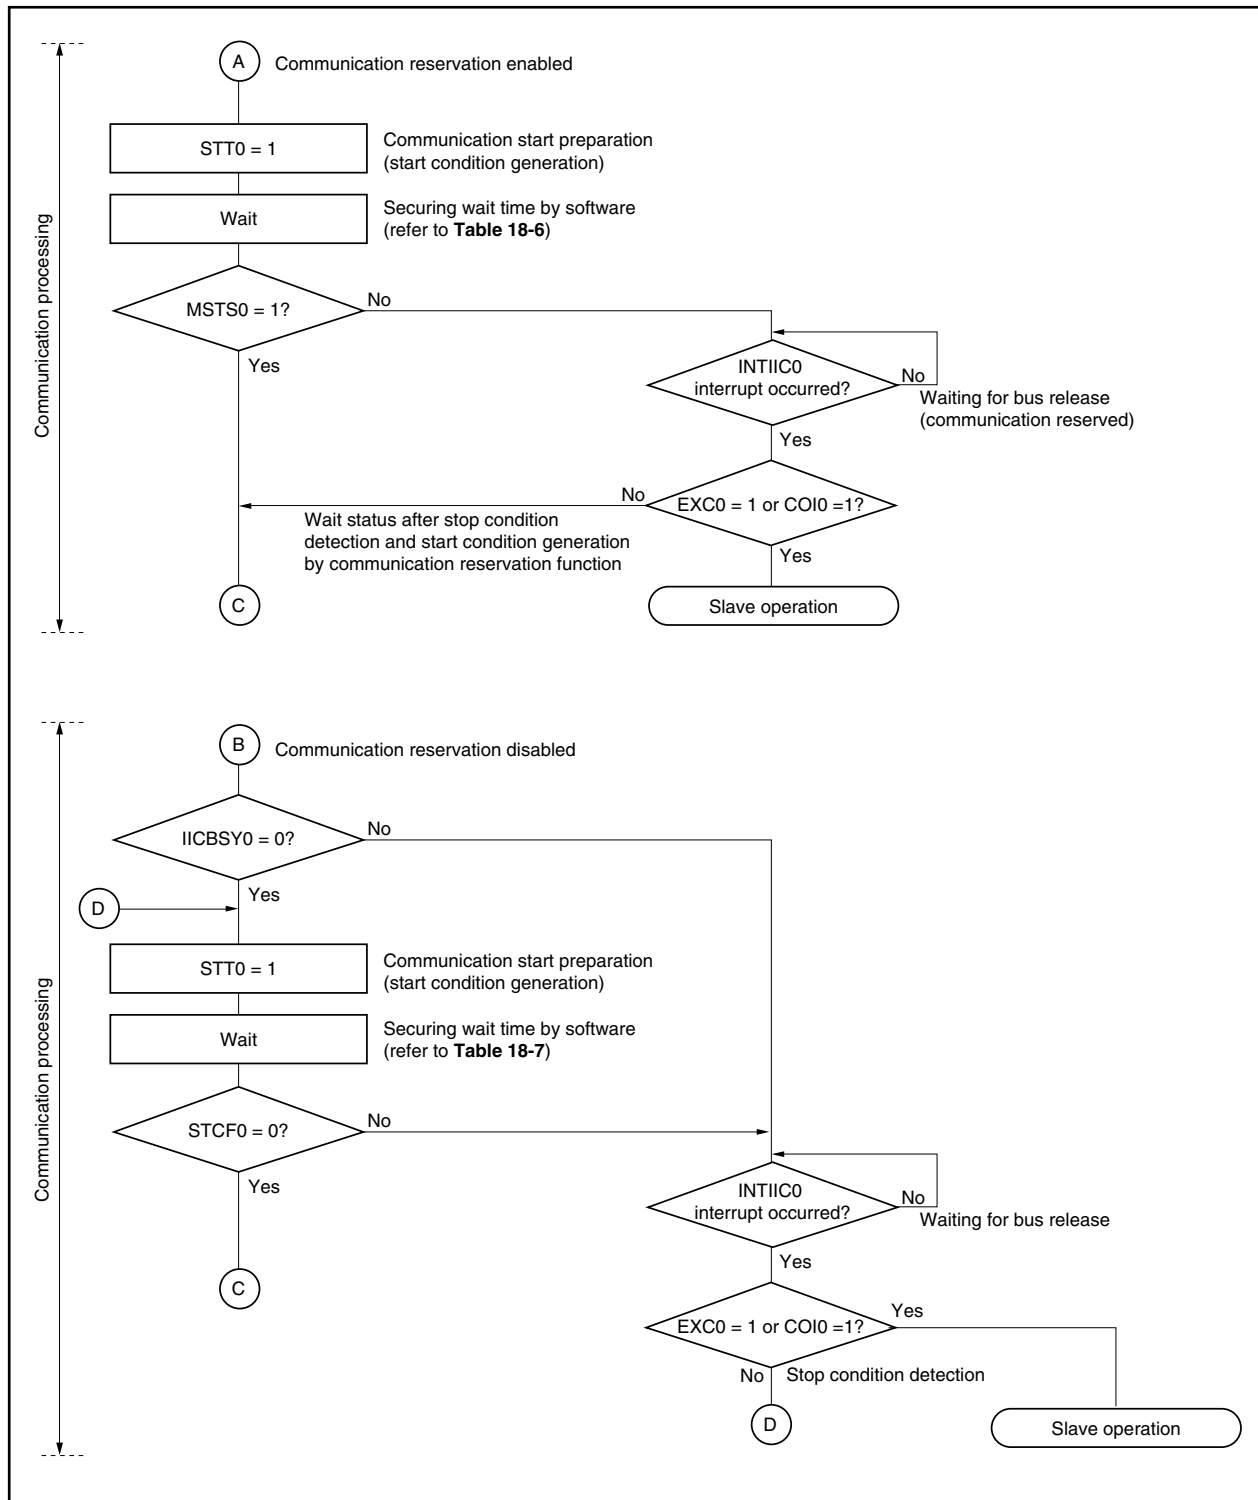 A
Communication reservation enabled
STT0 = 1
Communication start preparation
(start condition generation)
Wait
Securing wait time by software
(refer to Table 18-6)
MSTS0 = 1?
No
Yes
INTIIC0
interrupt occurred?
No
Waiting for bus release
(communication reserved)
Yes
EXC0 = 1 or COI0 =1?
No
Wait status after stop condition
detection and start condition generation
by communication reservation function
Yes
C
Slave operation
Communication processing
B
Communication reservation disabled
IICBSY0 = 0?
No
Yes
D
STT0 = 1
Communication start preparation
(start condition generation)
Wait
Securing wait time by software
(refer to Table 18-7)
STCF0 = 0?
No
Yes
INTIIC0
interrupt occurred?
No
Waiting for bus release
Yes
C
EXC0 = 1 or COI0 =1?
Yes
No
Stop condition detection
D
Slave operation
Communication processing